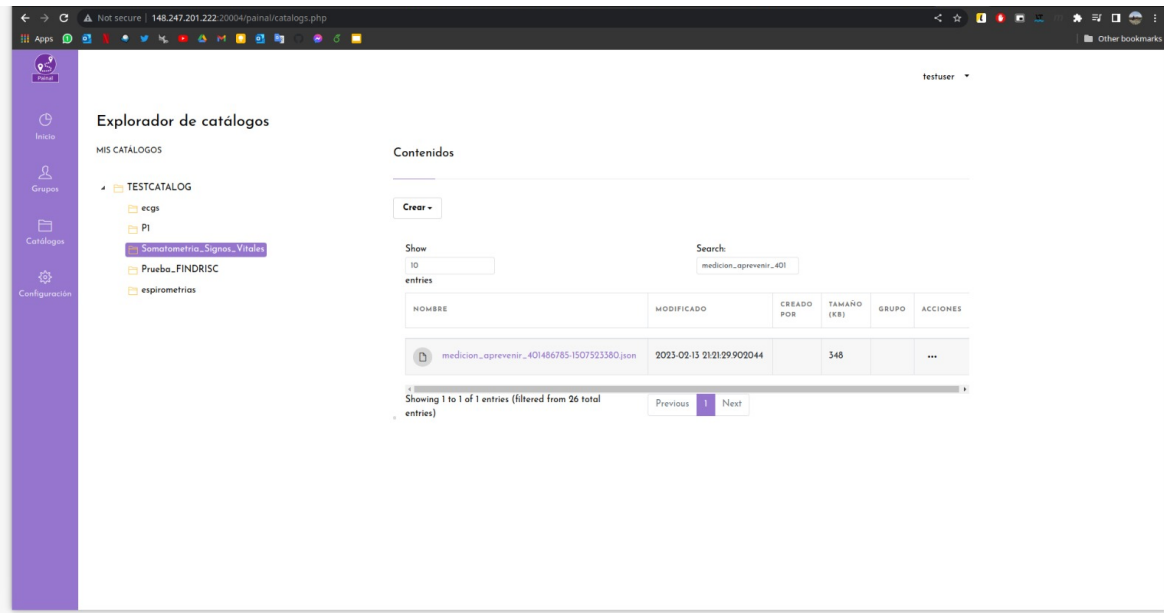 Not secure | 148.247.201.222:20004/painal/catalogs.php
Apps
Other bookmarks
Painal
testuser
Inicio
Grupos
Catálogos
Configuración
Explorador de catálogos
MIS CATÁLOGOS
TESTCATALOG
ecgs
P1
Somatometria_Signos_Vitales
Prueba_FINDRISC
espirometrias
Contenidos
Crear
Show
10
entries
Search:
medicion_aprevenir_401
NOMBRE MODIFICADO CREADO POR TAMAÑO (KB) GRUPO ACCIONES
medicion_aprevenir_401486785-1507523380.json 2023-02-13 21:21:29.902044 348 ...
Showing 1 to 1 of 1 entries (filtered from 26 total
entries)
Previous 1 Next